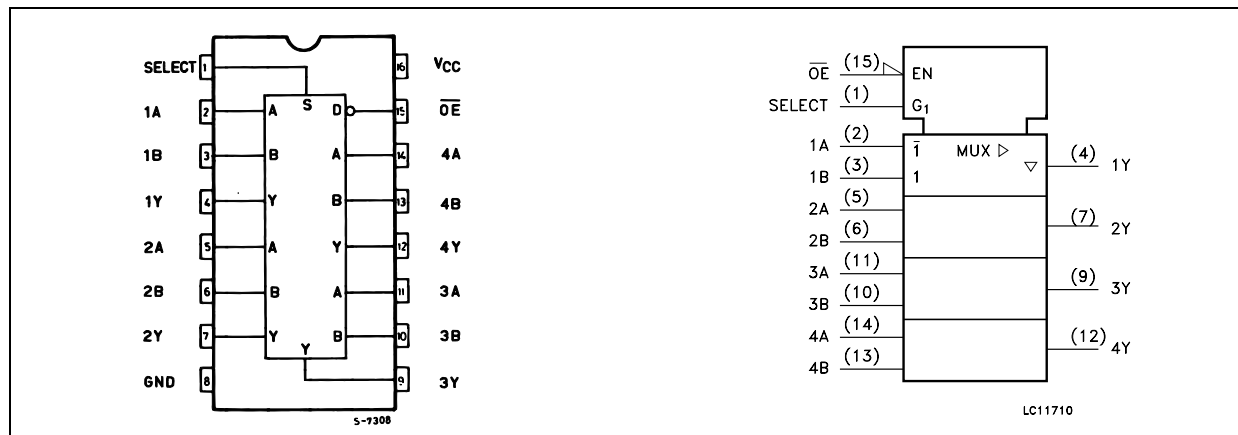 SELECT 1 S 16 VCC
1A 2 A D 15 OE
1B 3 B A 14 4A
1Y 4 Y B 13 4B
2A 5 A Y 12 4Y
2B 6 B A 11 3A
2Y 7 Y B 10 3B
GND 8 Y 9 3Y
S-7308
OE (15) EN
SELECT (1) G1
1A (2) 1 MUX (4) 1Y
1B (3) 1
2A (5)
(7) 2Y
2B (6)
3A (11)
(9) 3Y
3B (10)
4A (14)
(12) 4Y
4B (13)
LC11710